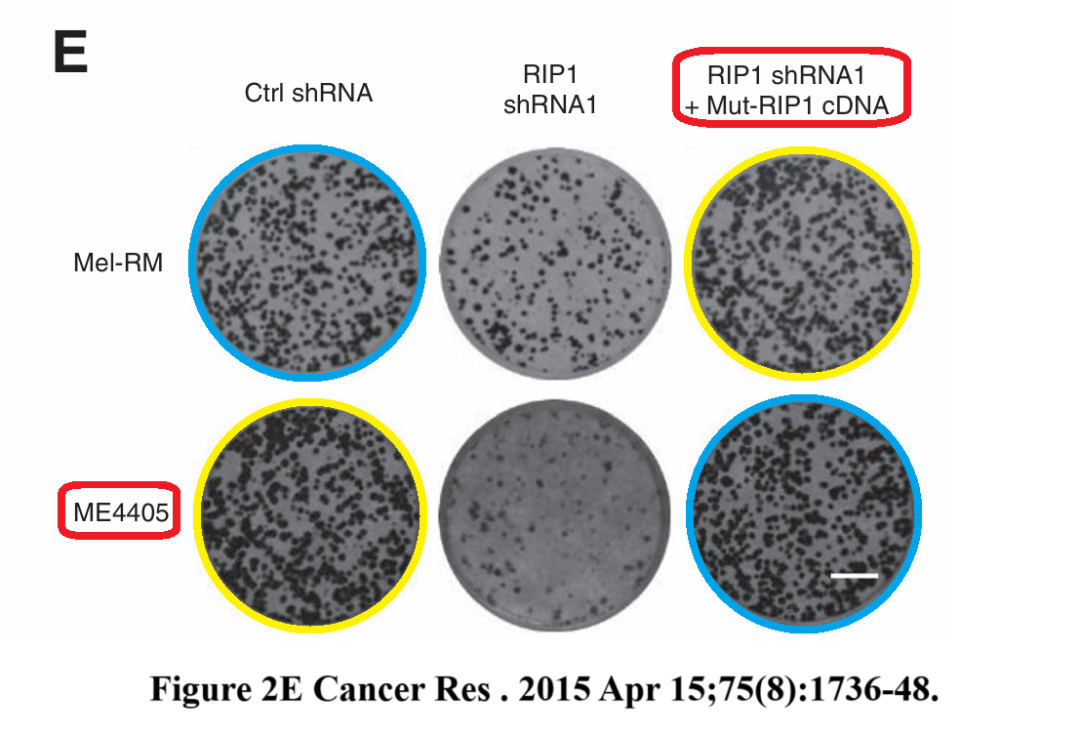 E
Ctrl shRNA
RIP1
shRNA1
RIP1 shRNA1
+ Mut-RIP1 cDNA
Mel-RM
ME4405
Figure 2E Cancer Res . 2015 Apr 15;75(8):1736-48.